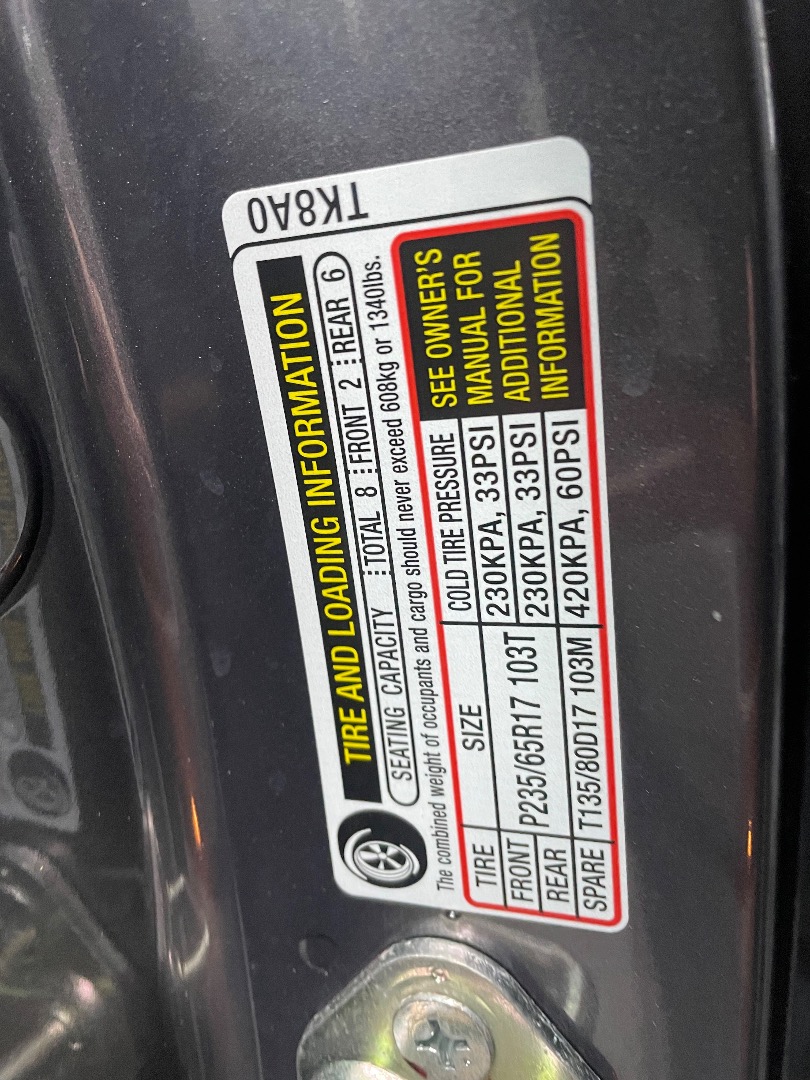 TK8A0
TIRE AND LOADING INFORMATION
SEATING CAPACITY TOTAL 8 FRONT 2 REAR 6
The combined weight of occupants and cargo should never exceed 608kg or 1340lbs.
TIRE SIZE COLD TIRE PRESSURE
FRONT P235/65R17 103T 230KPA, 33PSI
REAR 230KPA, 33PSI
SPARE T135/80D17 103M 420KPA, 60PSI
SEE OWNER'S
MANUAL FOR
ADDITIONAL
INFORMATION